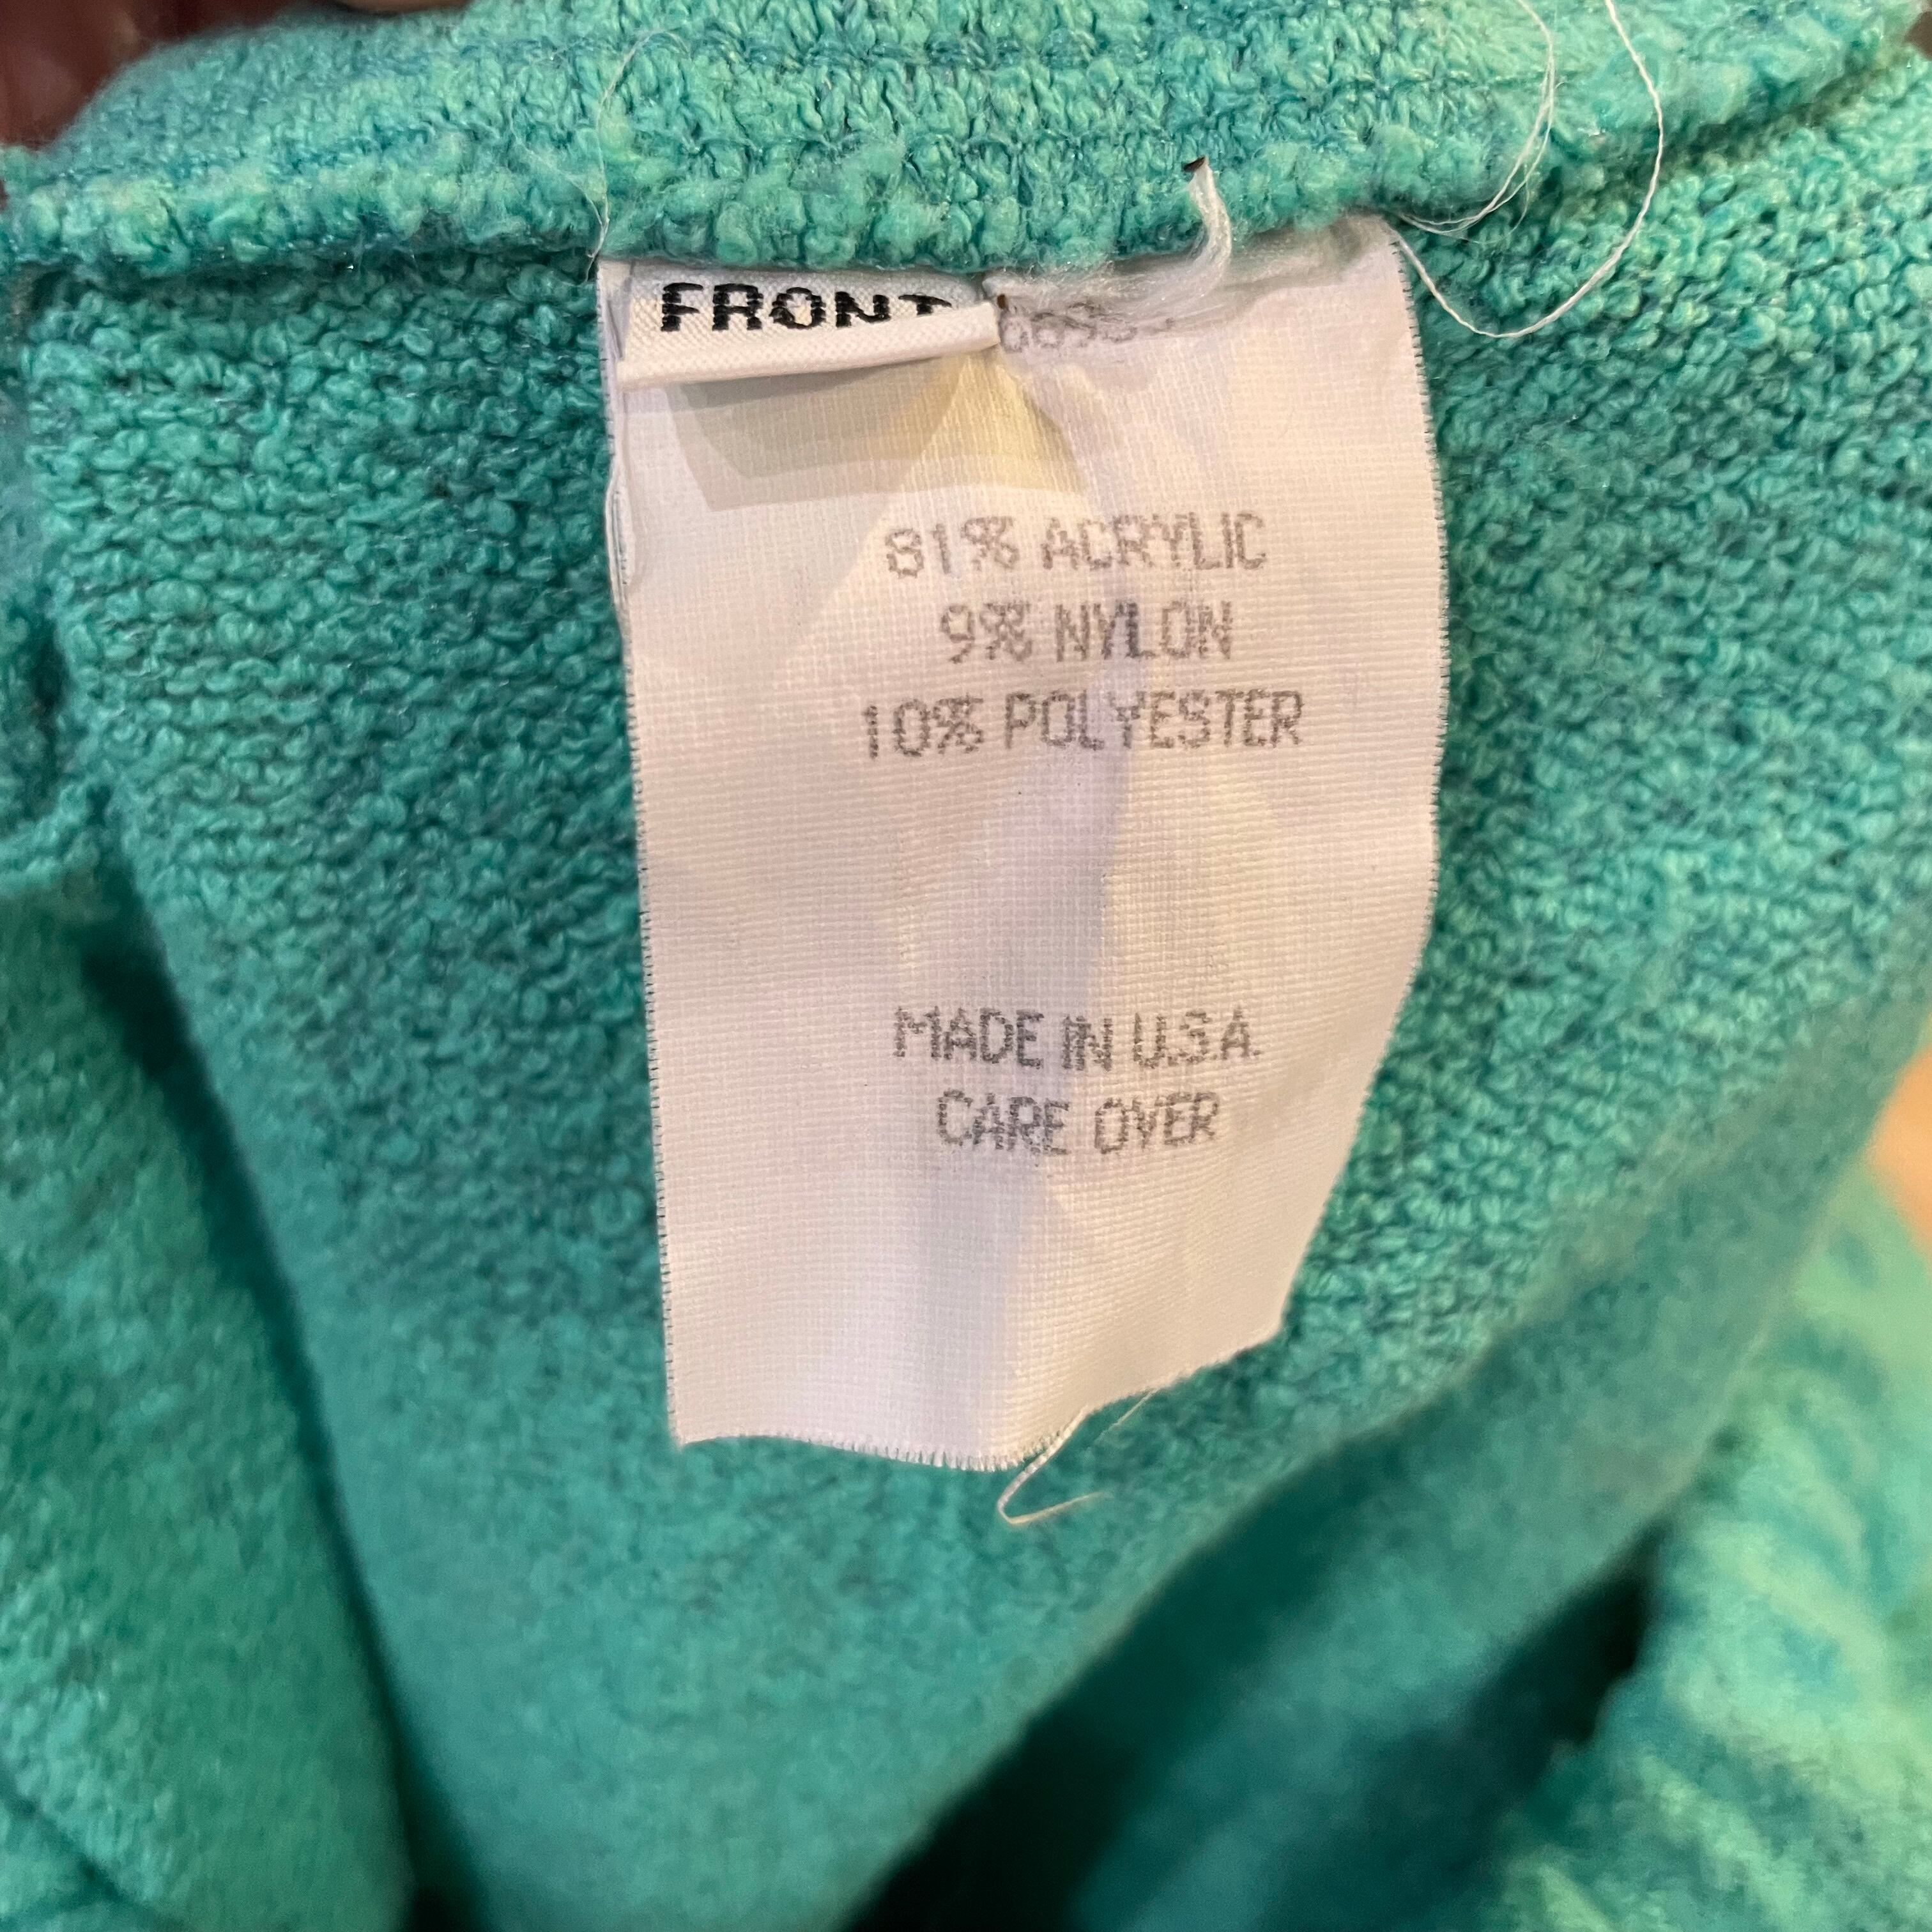 FRONT
81% ACRYLIC
9% NYLON
10% POLYESTER
MADE IN U.S.A.
CARE OVER